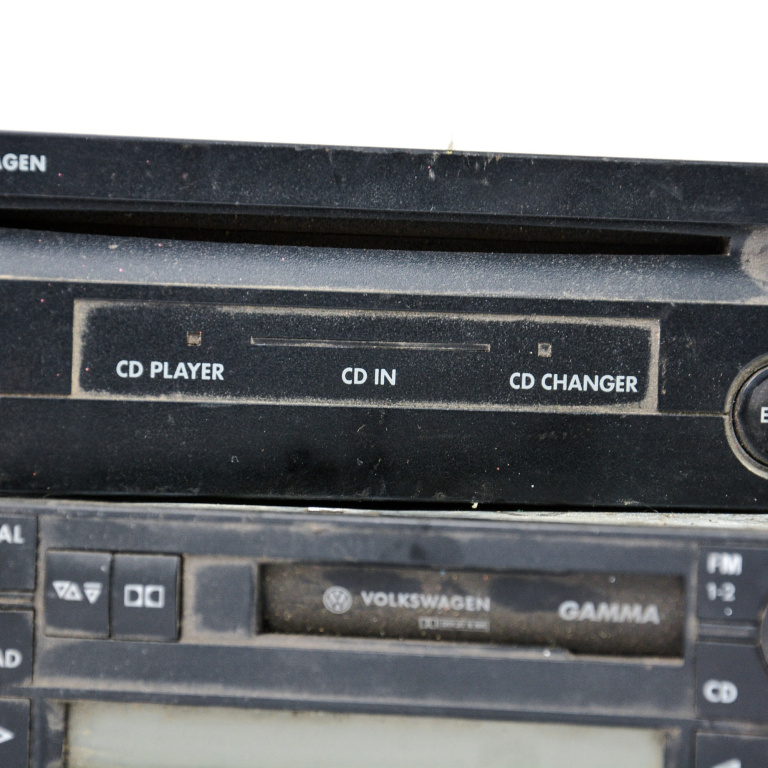 AGEN
CD PLAYER
CD IN
CD CHANGER
E
AL
VOLKSWAGEN
GAMMA
FM
1-2
AD
CD